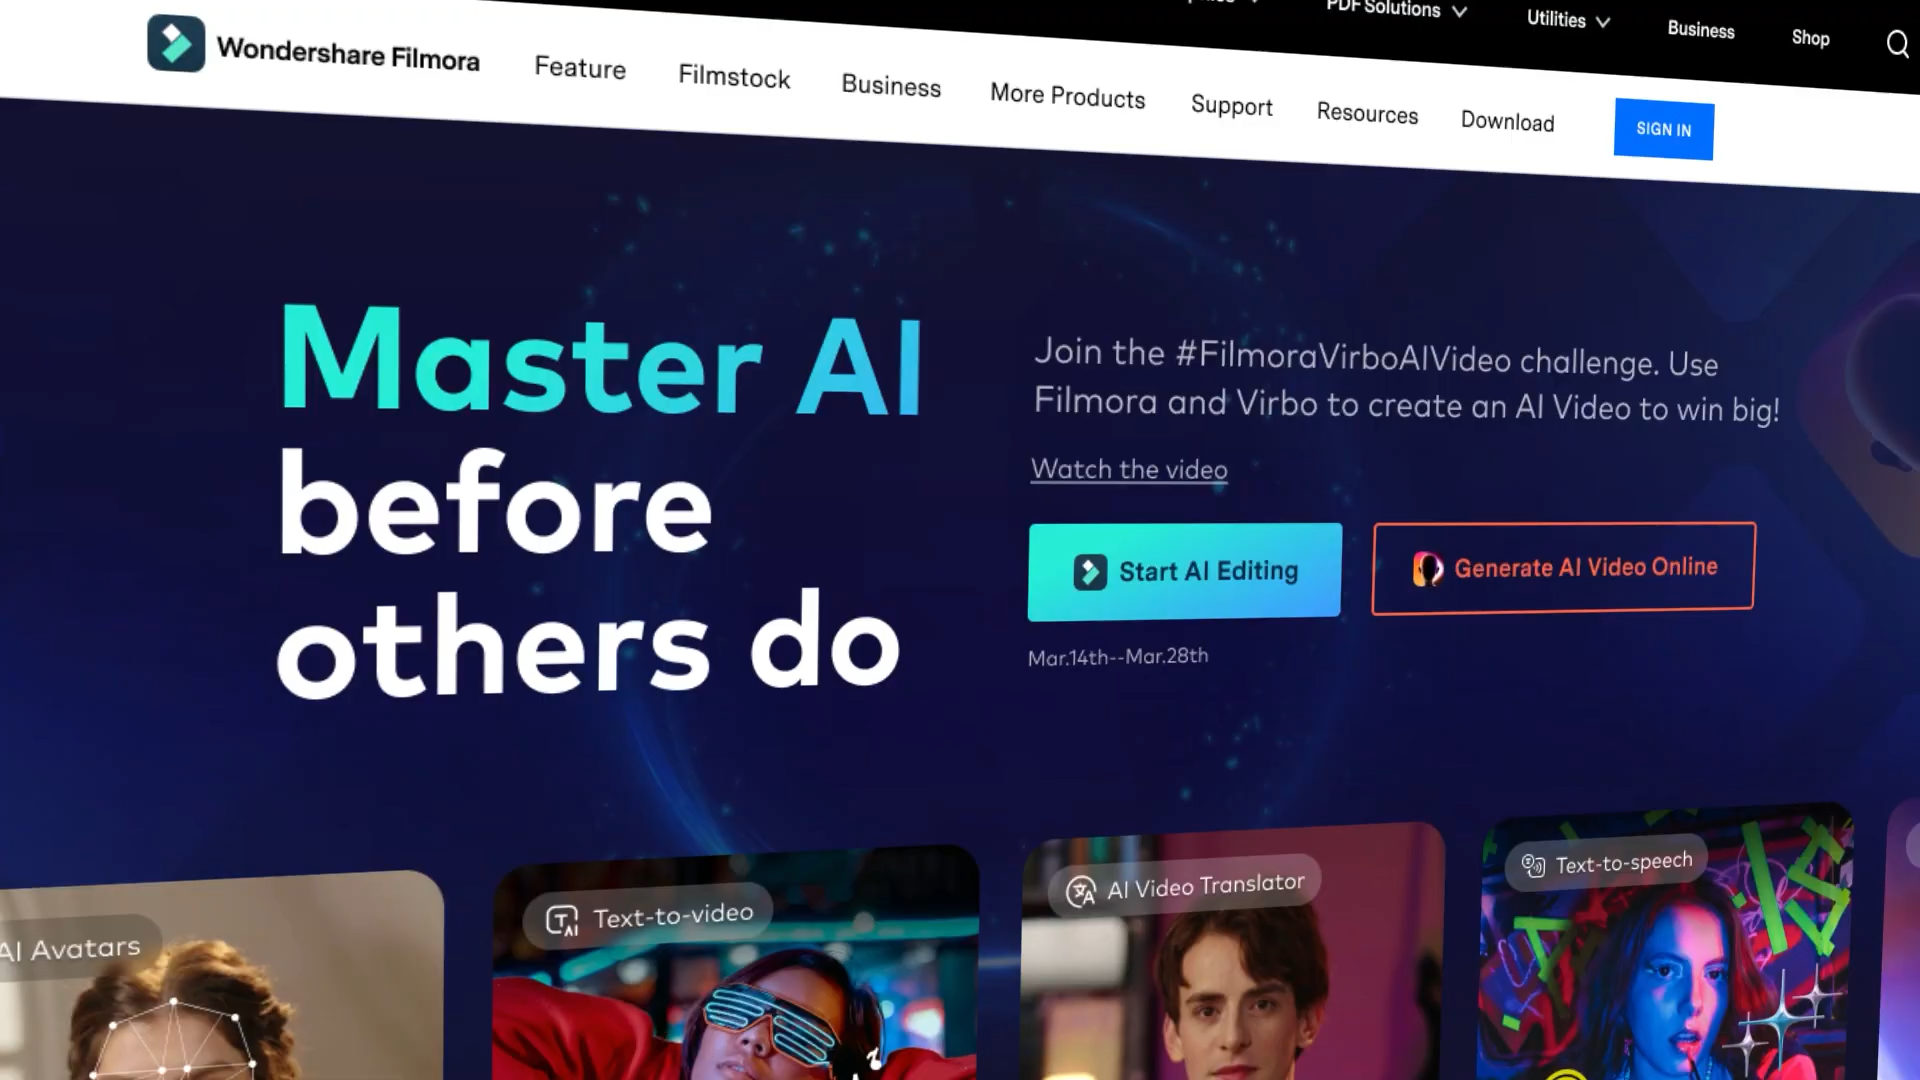 PDF Solutions
Utilities
Business
Shop
Wondershare Filmora
Feature
Filmstock
Business
More Products
Support
Resources
Download
SIGN IN
Master AI
before
others do
Join the #FilmoraVirboAIVideo challenge. Use
Filmora and Virbo to create an AI Video to win big!
Watch the video
Start AI Editing
Generate AI Video Online
Mar.14th--Mar.28th
AI Avatars
Text-to-video
AI Video Translator
Text-to-speech